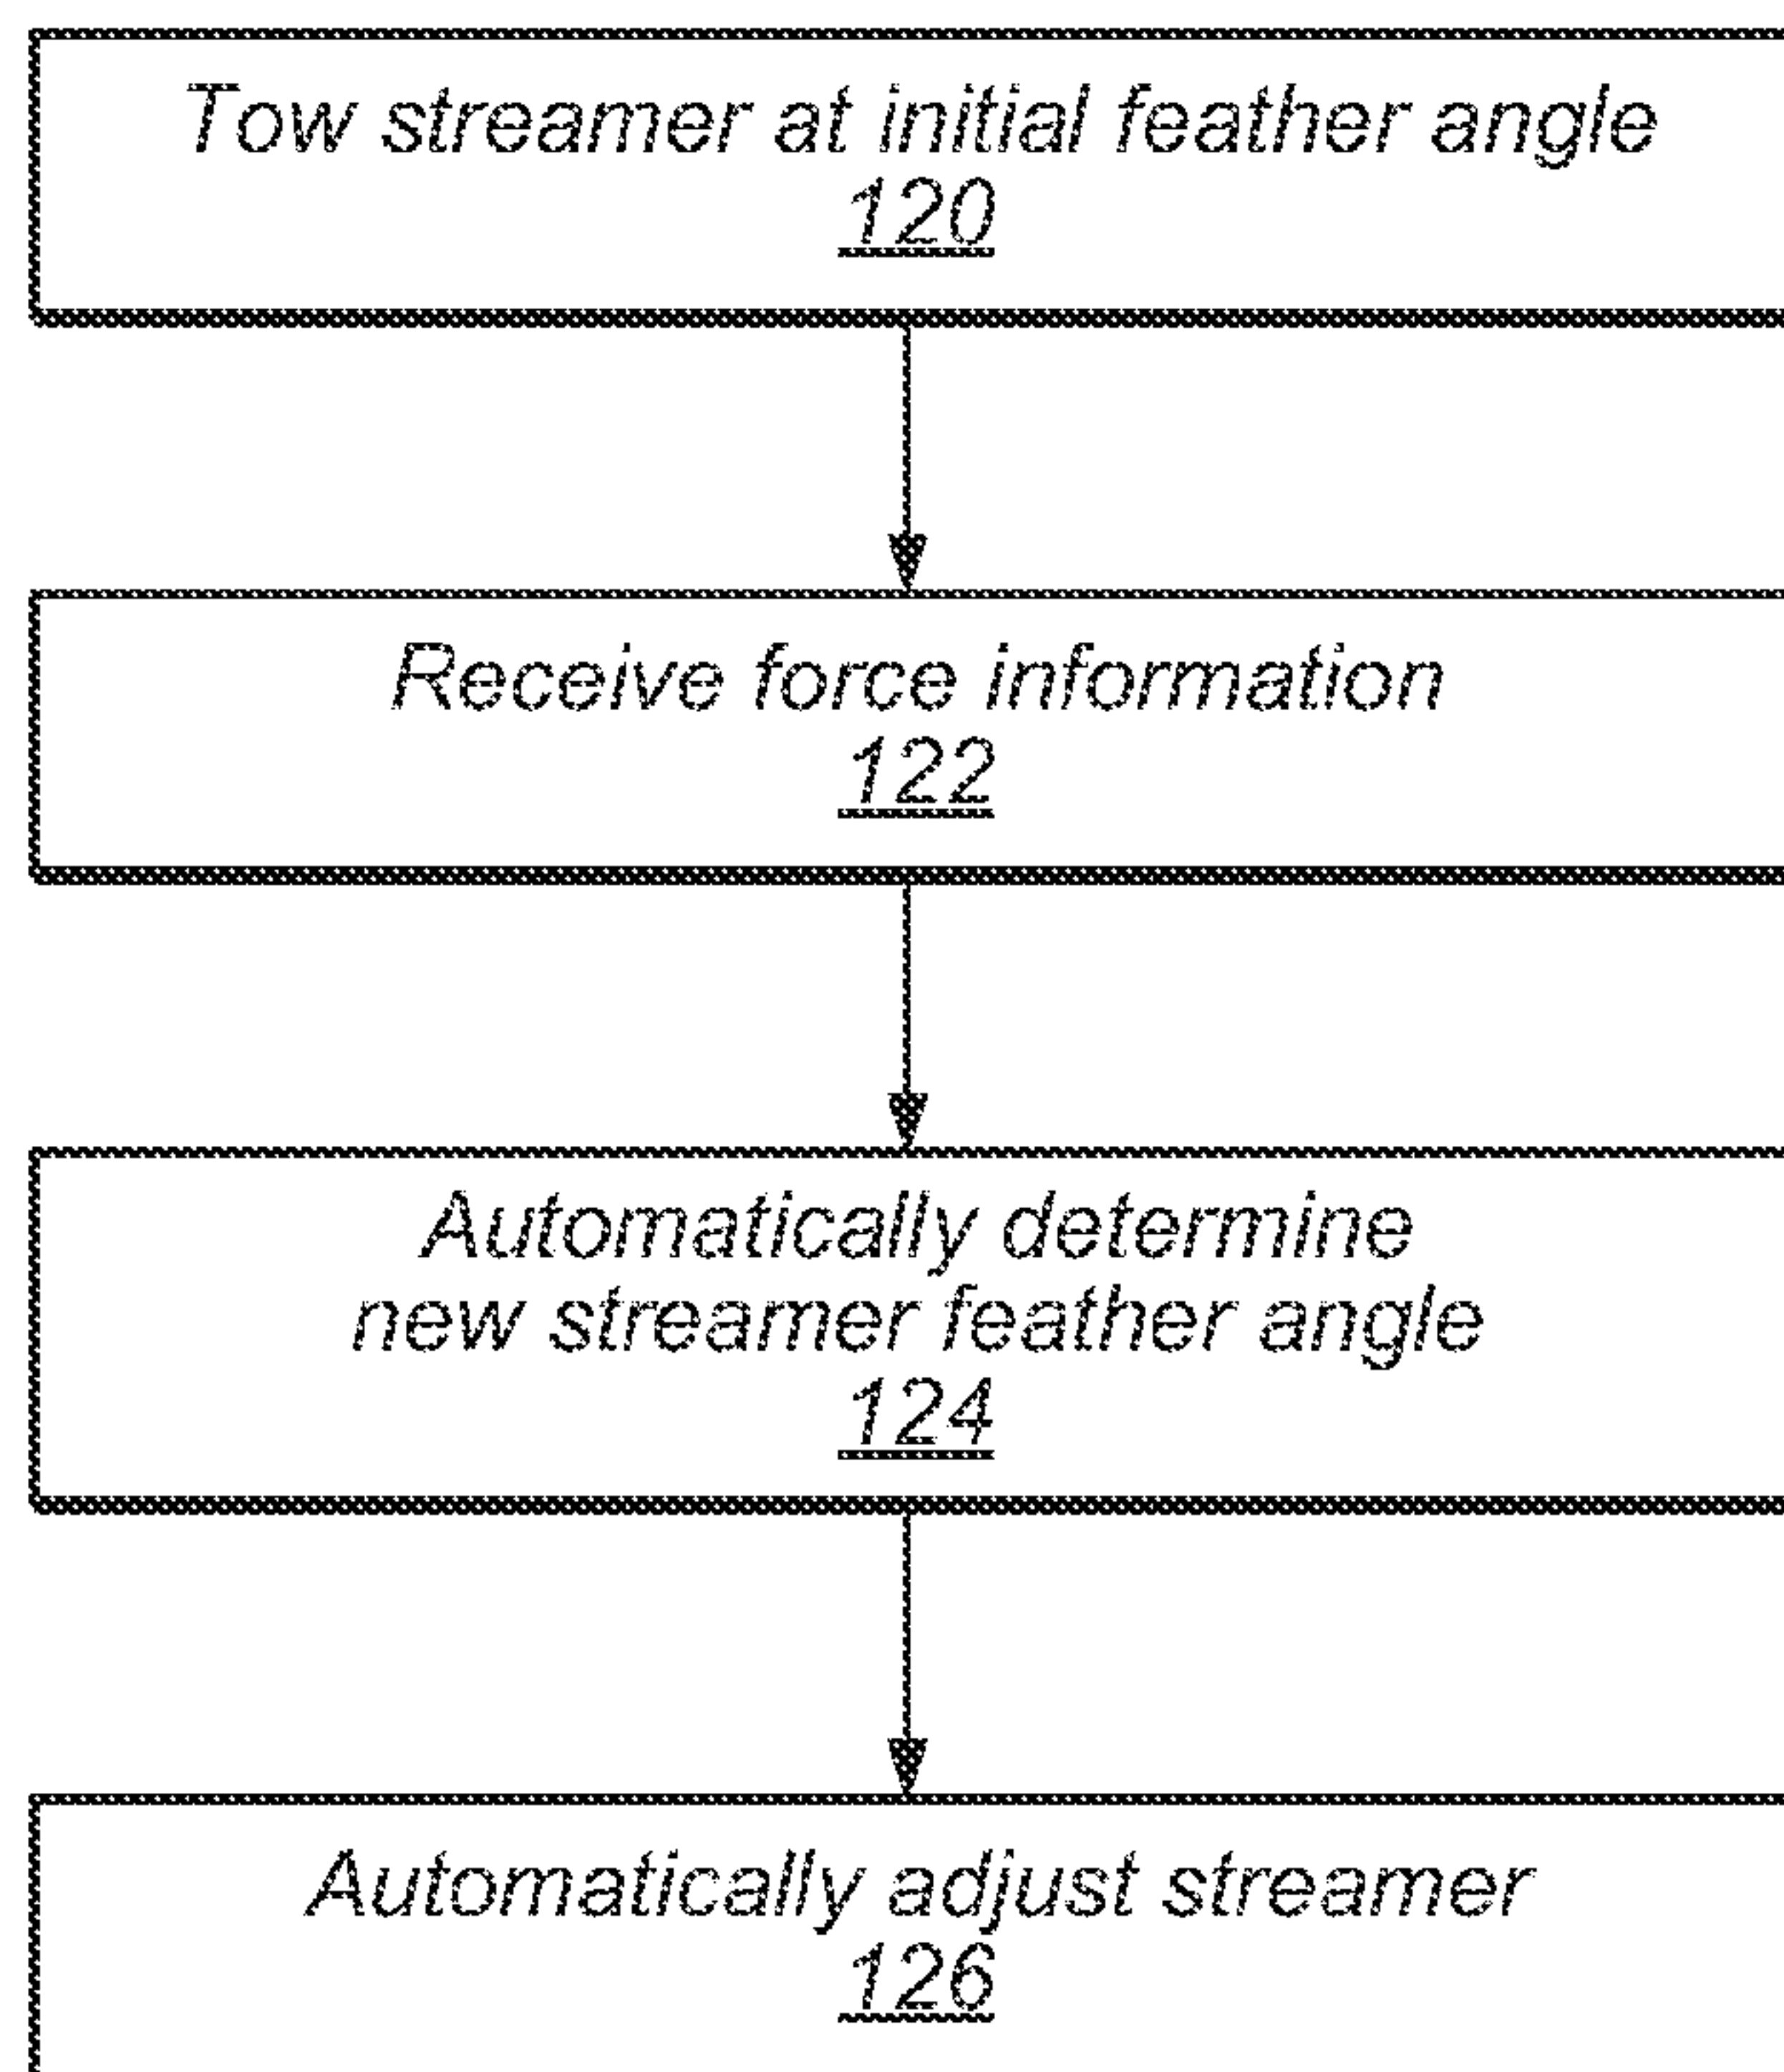 Tow streamer at initial feather angle
120
Receive force information
122
Automatically determine
new streamer feather angle
124
Automatically adjust streamer
126